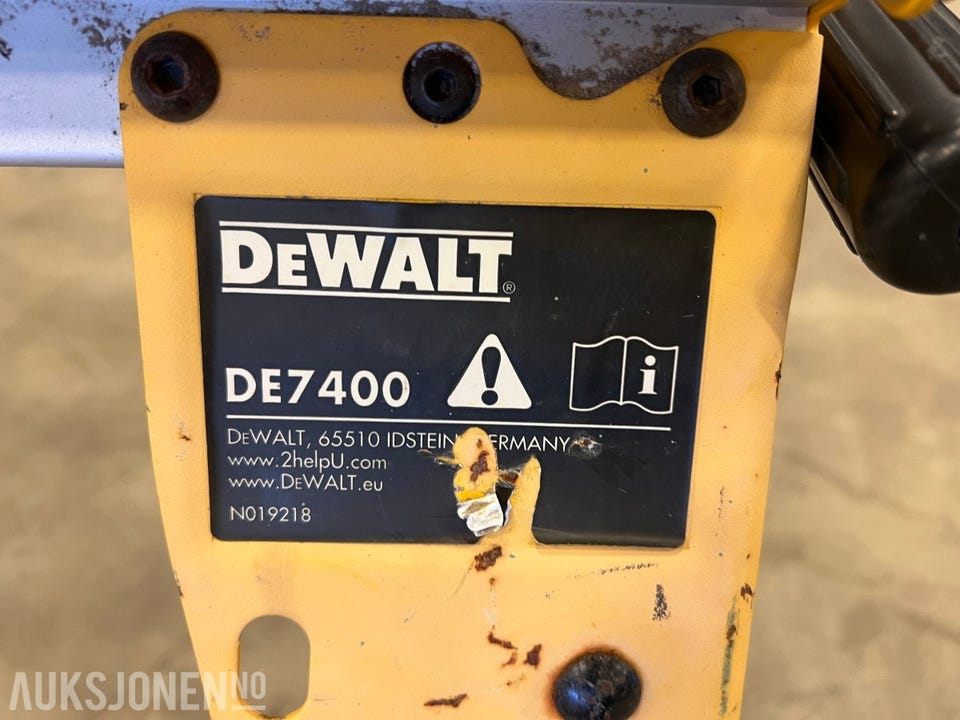 DEWALT®
DE7400
i
DEWALT, 65510 IDSTEIN, GERMANY
www.2helpU.com
www.DEWALT.eu
N019218
AUKSJONEN NO